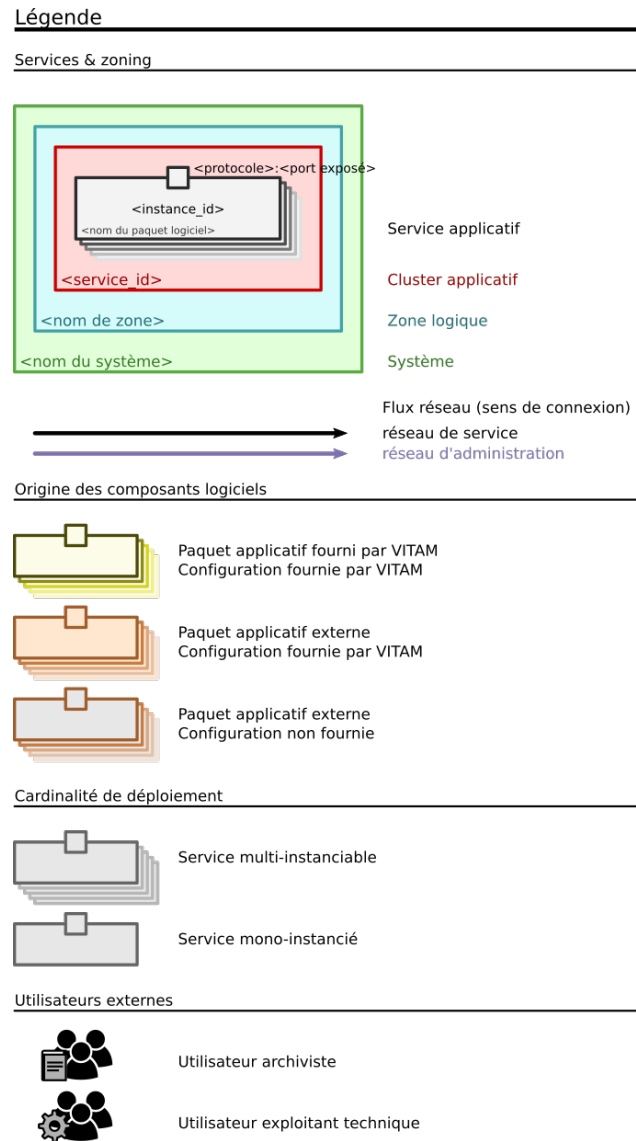 Légende
Services & zoning
<protocole>:<port exposé>
<instance_id>
<nom du paquet logiciel>
Service applicatif
<service_id>
Cluster applicatif
<nom de zone>
Zone logique
<nom du système>
Système
Flux réseau (sens de connexion)
réseau de service
réseau d'administration
Origine des composants logiciels
Paquet applicatif fourni par VITAM
Configuration fournie par VITAM
Paquet applicatif externe
Configuration fournie par VITAM
Paquet applicatif externe
Configuration non fournie
Cardinalité de déploiement
Service multi-instanciable
Service mono-instancié
Utilisateurs externes
Utilisateur archiviste
Utilisateur exploitant technique